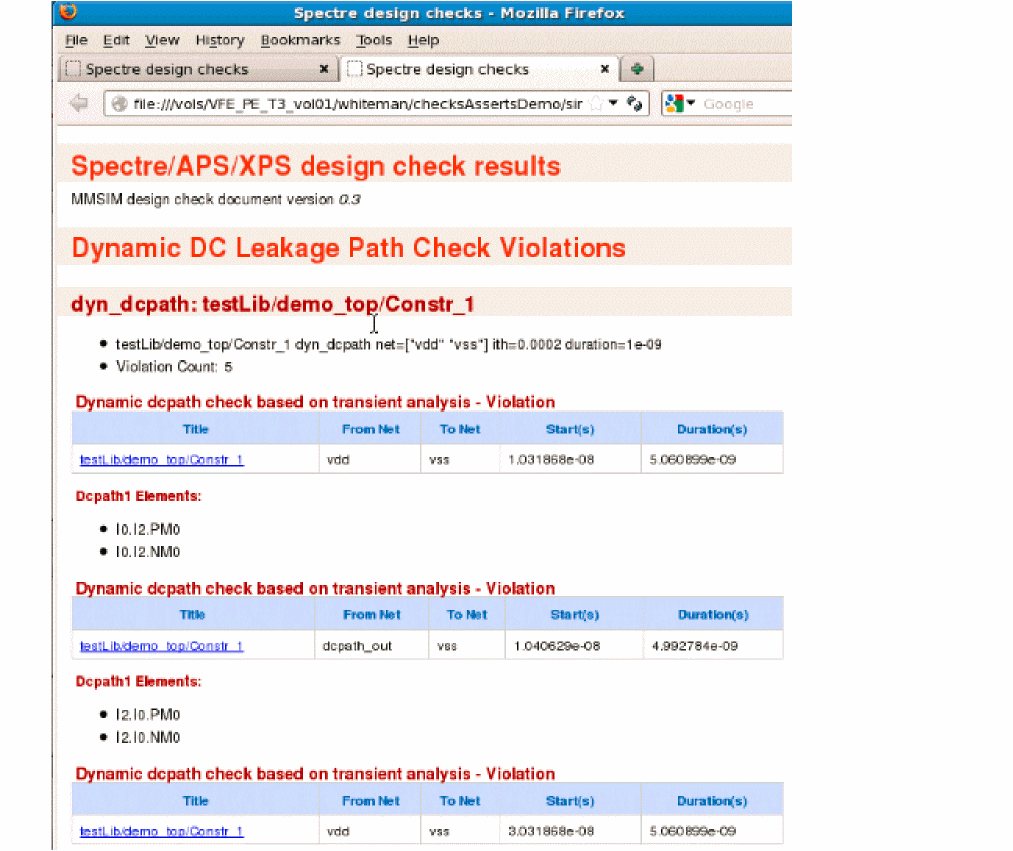 Spectre design checks - Mozilla Firefox
File Edit View History Bookmarks Tools Help
Spectre design checks Spectre design checks
file:///vols/VFE_PE_T3_vol01/whiteman/checksAssertsDemo/sir Google
Spectre/APS/XPS design check results
MMSIM design check document version 0.3
Dynamic DC Leakage Path Check Violations
dyn_dcpath: testLib/demo_top/Constr_1
• testLib/demo_top/Constr_1 dyn_dcpath net=["vdd" "vss"] ith=0.0002 duration=1e-09
• Violation Count: 5
Dynamic dcpath check based on transient analysis - Violation
Title From Net To Net Start(s) Duration(s)
testLib/demo_top/Constr_1 vdd vss 1.031868e-08 5.060899e-09
Dcpath1 Elements:
• I0.I2.PM0
• I0.I2.NM0
Dynamic dcpath check based on transient analysis - Violation
Title From Net To Net Start(s) Duration(s)
testLib/demo_top/Constr_1 dcpath_out vss 1.040629e-08 4.992784e-09
Dcpath1 Elements:
• I2.I0.PM0
• I2.I0.NM0
Dynamic dcpath check based on transient analysis - Violation
Title From Net To Net Start(s) Duration(s)
testLib/demo_top/Constr_1 vdd vss 3.031868e-08 5.060899e-09